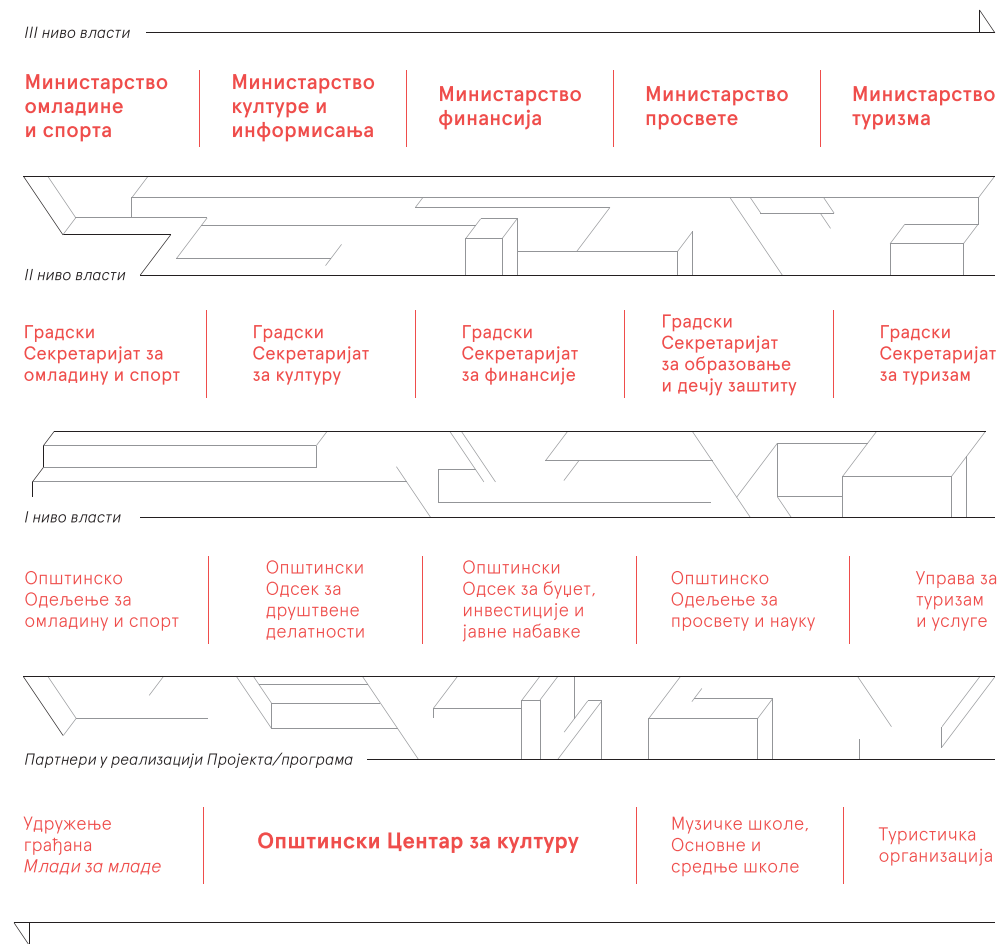 III ниво власти
Министарство
омладине
и спорта
Министарство
културе и
информисања
Министарство
финансија
Министарство
просвете
Министарство
туризма
II ниво власти
Градски
Секретаријат за
омладину и спорт
Градски
Секретаријат
за културу
Градски
Секретаријат
за финансије
Градски
Секретаријат
за образовање
и дечју заштиту
Градски
Секретаријат
за туризам
I ниво власти
Општинско
Одељење за
омладину и спорт
Општински
Одсек за
друштвене
делатности
Општински
Одсек за буџет,
инвестиције и
јавне набавке
Општинско
Одељење за
просвету и науку
Управа за
туризам
и услуге
Партнери у реализацији Пројекта/програма
Удружење
грађана
Млади за младе
Општински Центар за културу
Музичке школе,
Основне и
средње школе
Туристичка
организација